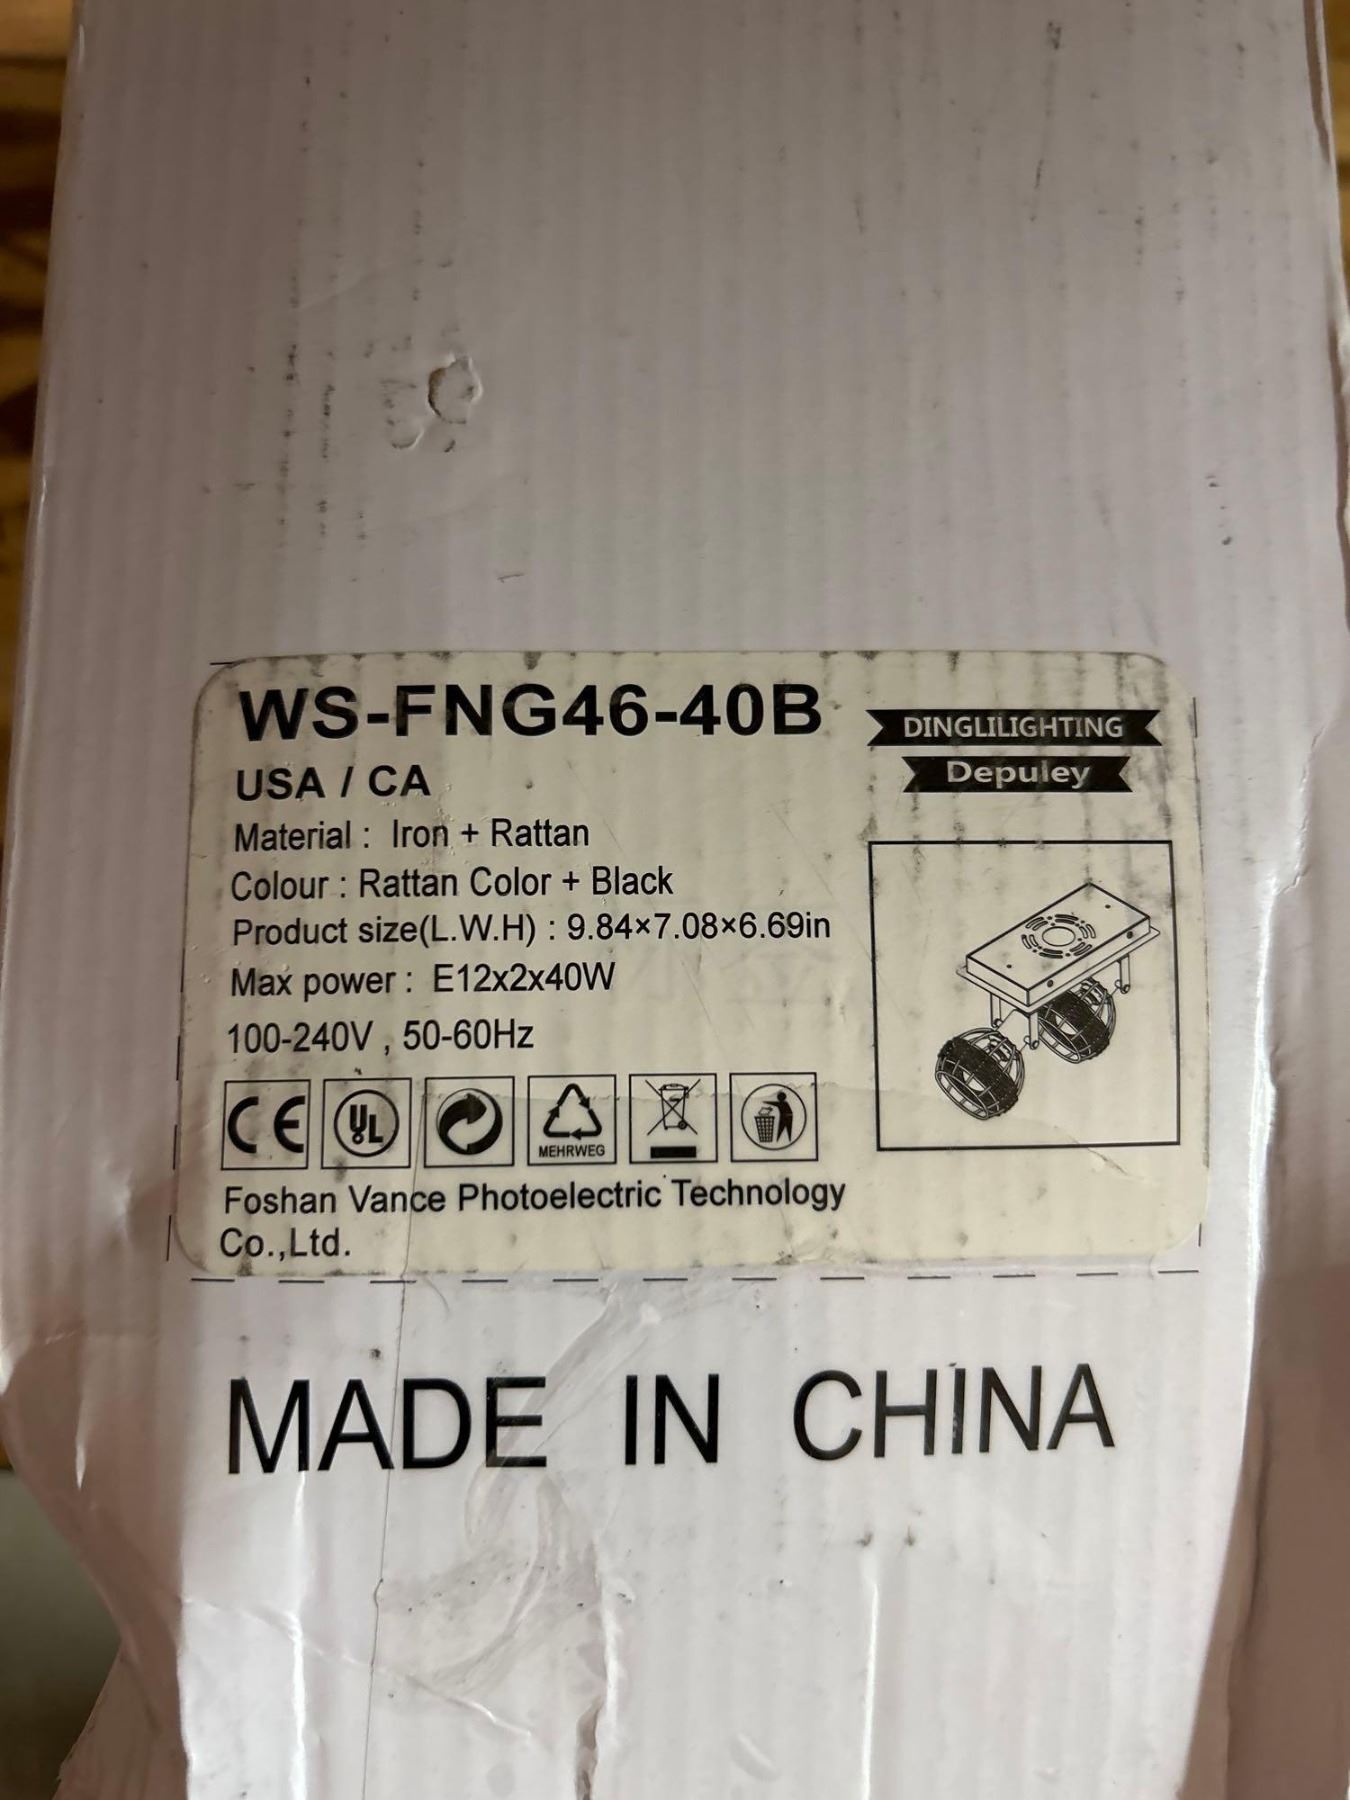 WS-FNG46-40B
USA / CA
Material : Iron + Rattan
Colour : Rattan Color + Black
Product size(L.W.H) : 9.84×7.08×6.69in
Max power : E12x2x40W
100-240V , 50-60Hz
DINGLILIGHTING
Depuley
CE
UL
MEHRWEG
Foshan Vance Photoelectric Technology
Co.,Ltd.
MADE IN CHINA